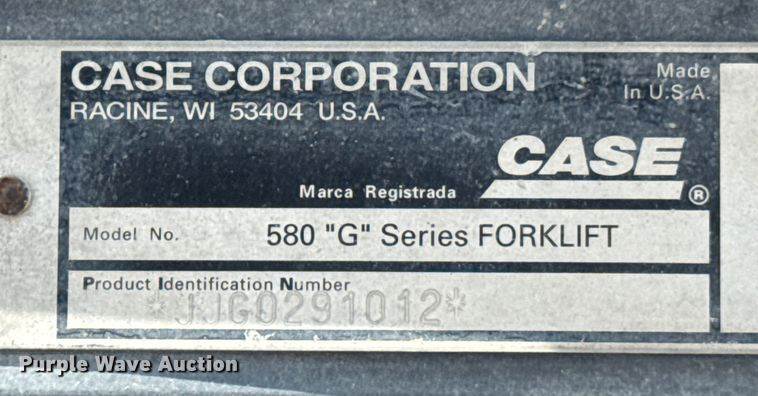 CASE CORPORATION
RACINE, WI 53404 U.S.A.
Made
In U.S.A.
CASE
®
Marca Registrada
Model No. 580 "G" Series FORKLIFT
Product Identification Number
*JJG0291012*
Purple Wave Auction